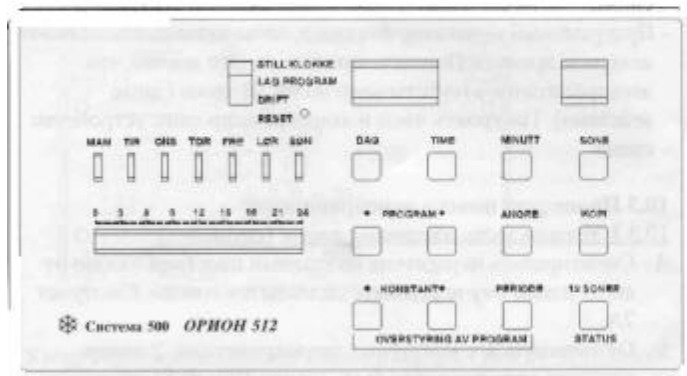 STILL KLOKKE
LAG PROGRAM
DRIFT
RESET
MAN TIR ONS TOR FRE LØR SØN
DAG TIME MINUTT SONE
0 3 6 9 12 15 18 21 24
PROGRAM ANDRE KOPI
KONSTANT PERIODE 12 SONER
Система 500 ОРИОН 512
OVERSTYRING AV PROGRAM STATUS